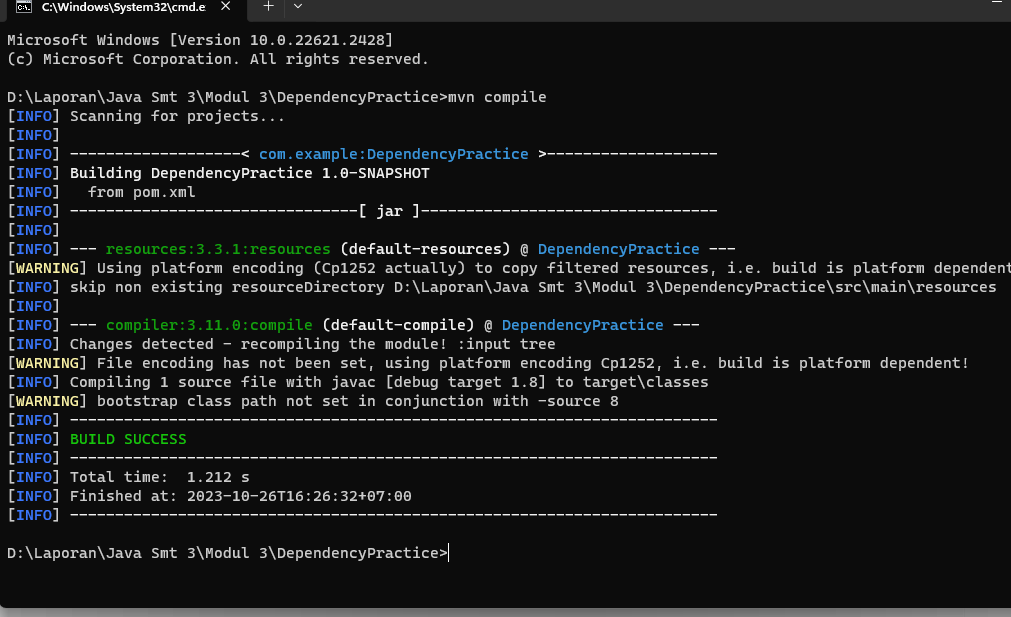 C:\Windows\System32\cmd.e
Microsoft Windows [Version 10.0.22621.2428]
(c) Microsoft Corporation. All rights reserved.
D:\Laporan\Java Smt 3\Modul 3\DependencyPractice>mvn compile
[INFO] Scanning for projects...
[INFO]
[INFO] -------------------< com.example:DependencyPractice >-------------------
[INFO] Building DependencyPractice 1.0-SNAPSHOT
[INFO]   from pom.xml
[INFO] --------------------------------[ jar ]---------------------------------
[INFO]
[INFO] --- resources:3.3.1:resources (default-resources) @ DependencyPractice ---
[WARNING] Using platform encoding (Cp1252 actually) to copy filtered resources, i.e. build is platform dependent
[INFO] skip non existing resourceDirectory D:\Laporan\Java Smt 3\Modul 3\DependencyPractice\src\main\resources
[INFO]
[INFO] --- compiler:3.11.0:compile (default-compile) @ DependencyPractice ---
[INFO] Changes detected - recompiling the module! :input tree
[WARNING] File encoding has not been set, using platform encoding Cp1252, i.e. build is platform dependent!
[INFO] Compiling 1 source file with javac [debug target 1.8] to target\classes
[WARNING] bootstrap class path not set in conjunction with -source 8
[INFO] ------------------------------------------------------------------------
[INFO] BUILD SUCCESS
[INFO] ------------------------------------------------------------------------
[INFO] Total time:  1.212 s
[INFO] Finished at: 2023-10-26T16:26:32+07:00
[INFO] ------------------------------------------------------------------------
D:\Laporan\Java Smt 3\Modul 3\DependencyPractice>